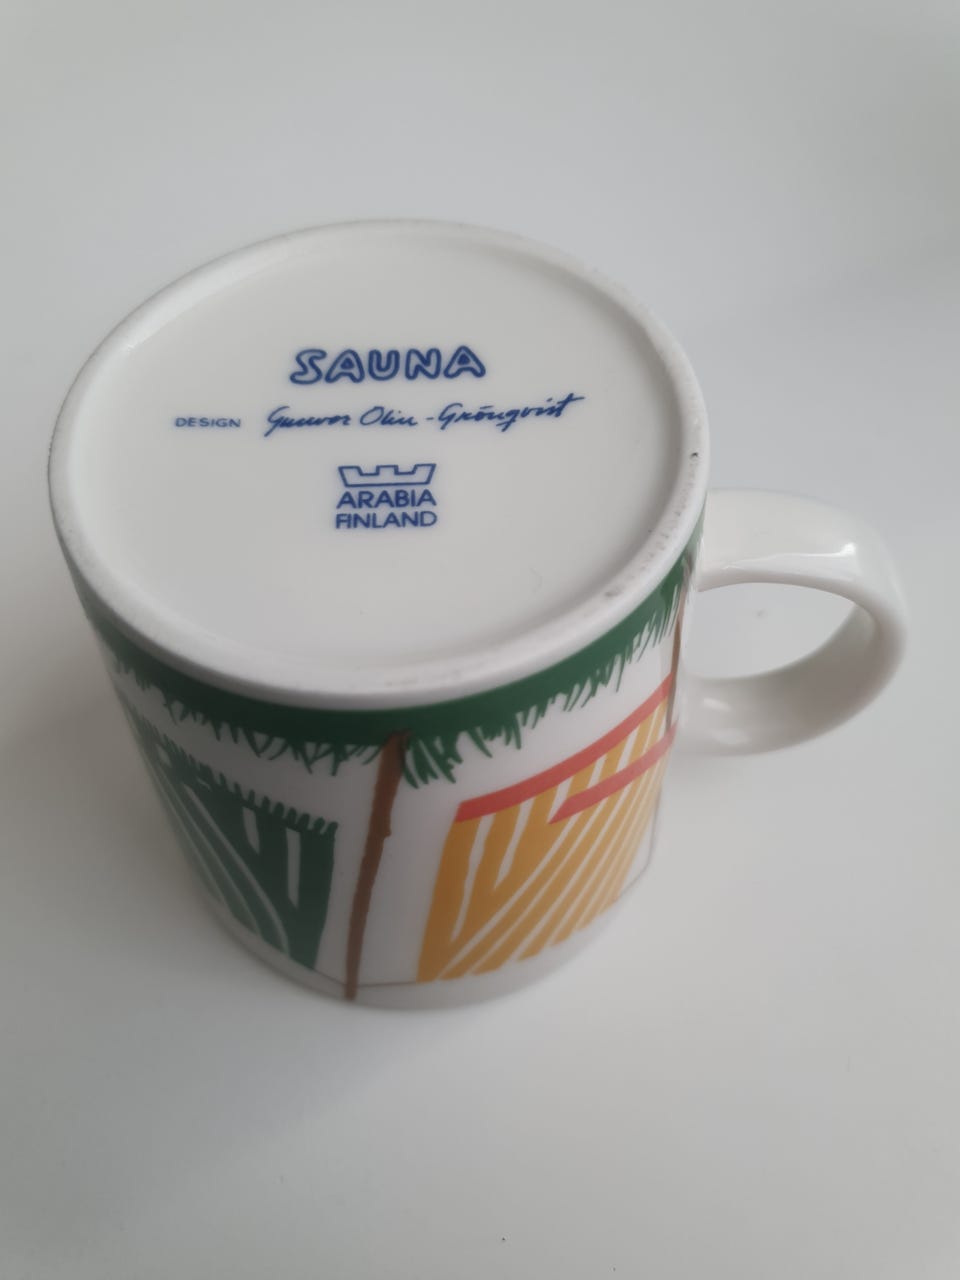 SAUNA
DESIGN Gunvor Olin-Grönqvist
ARABIA
FINLAND